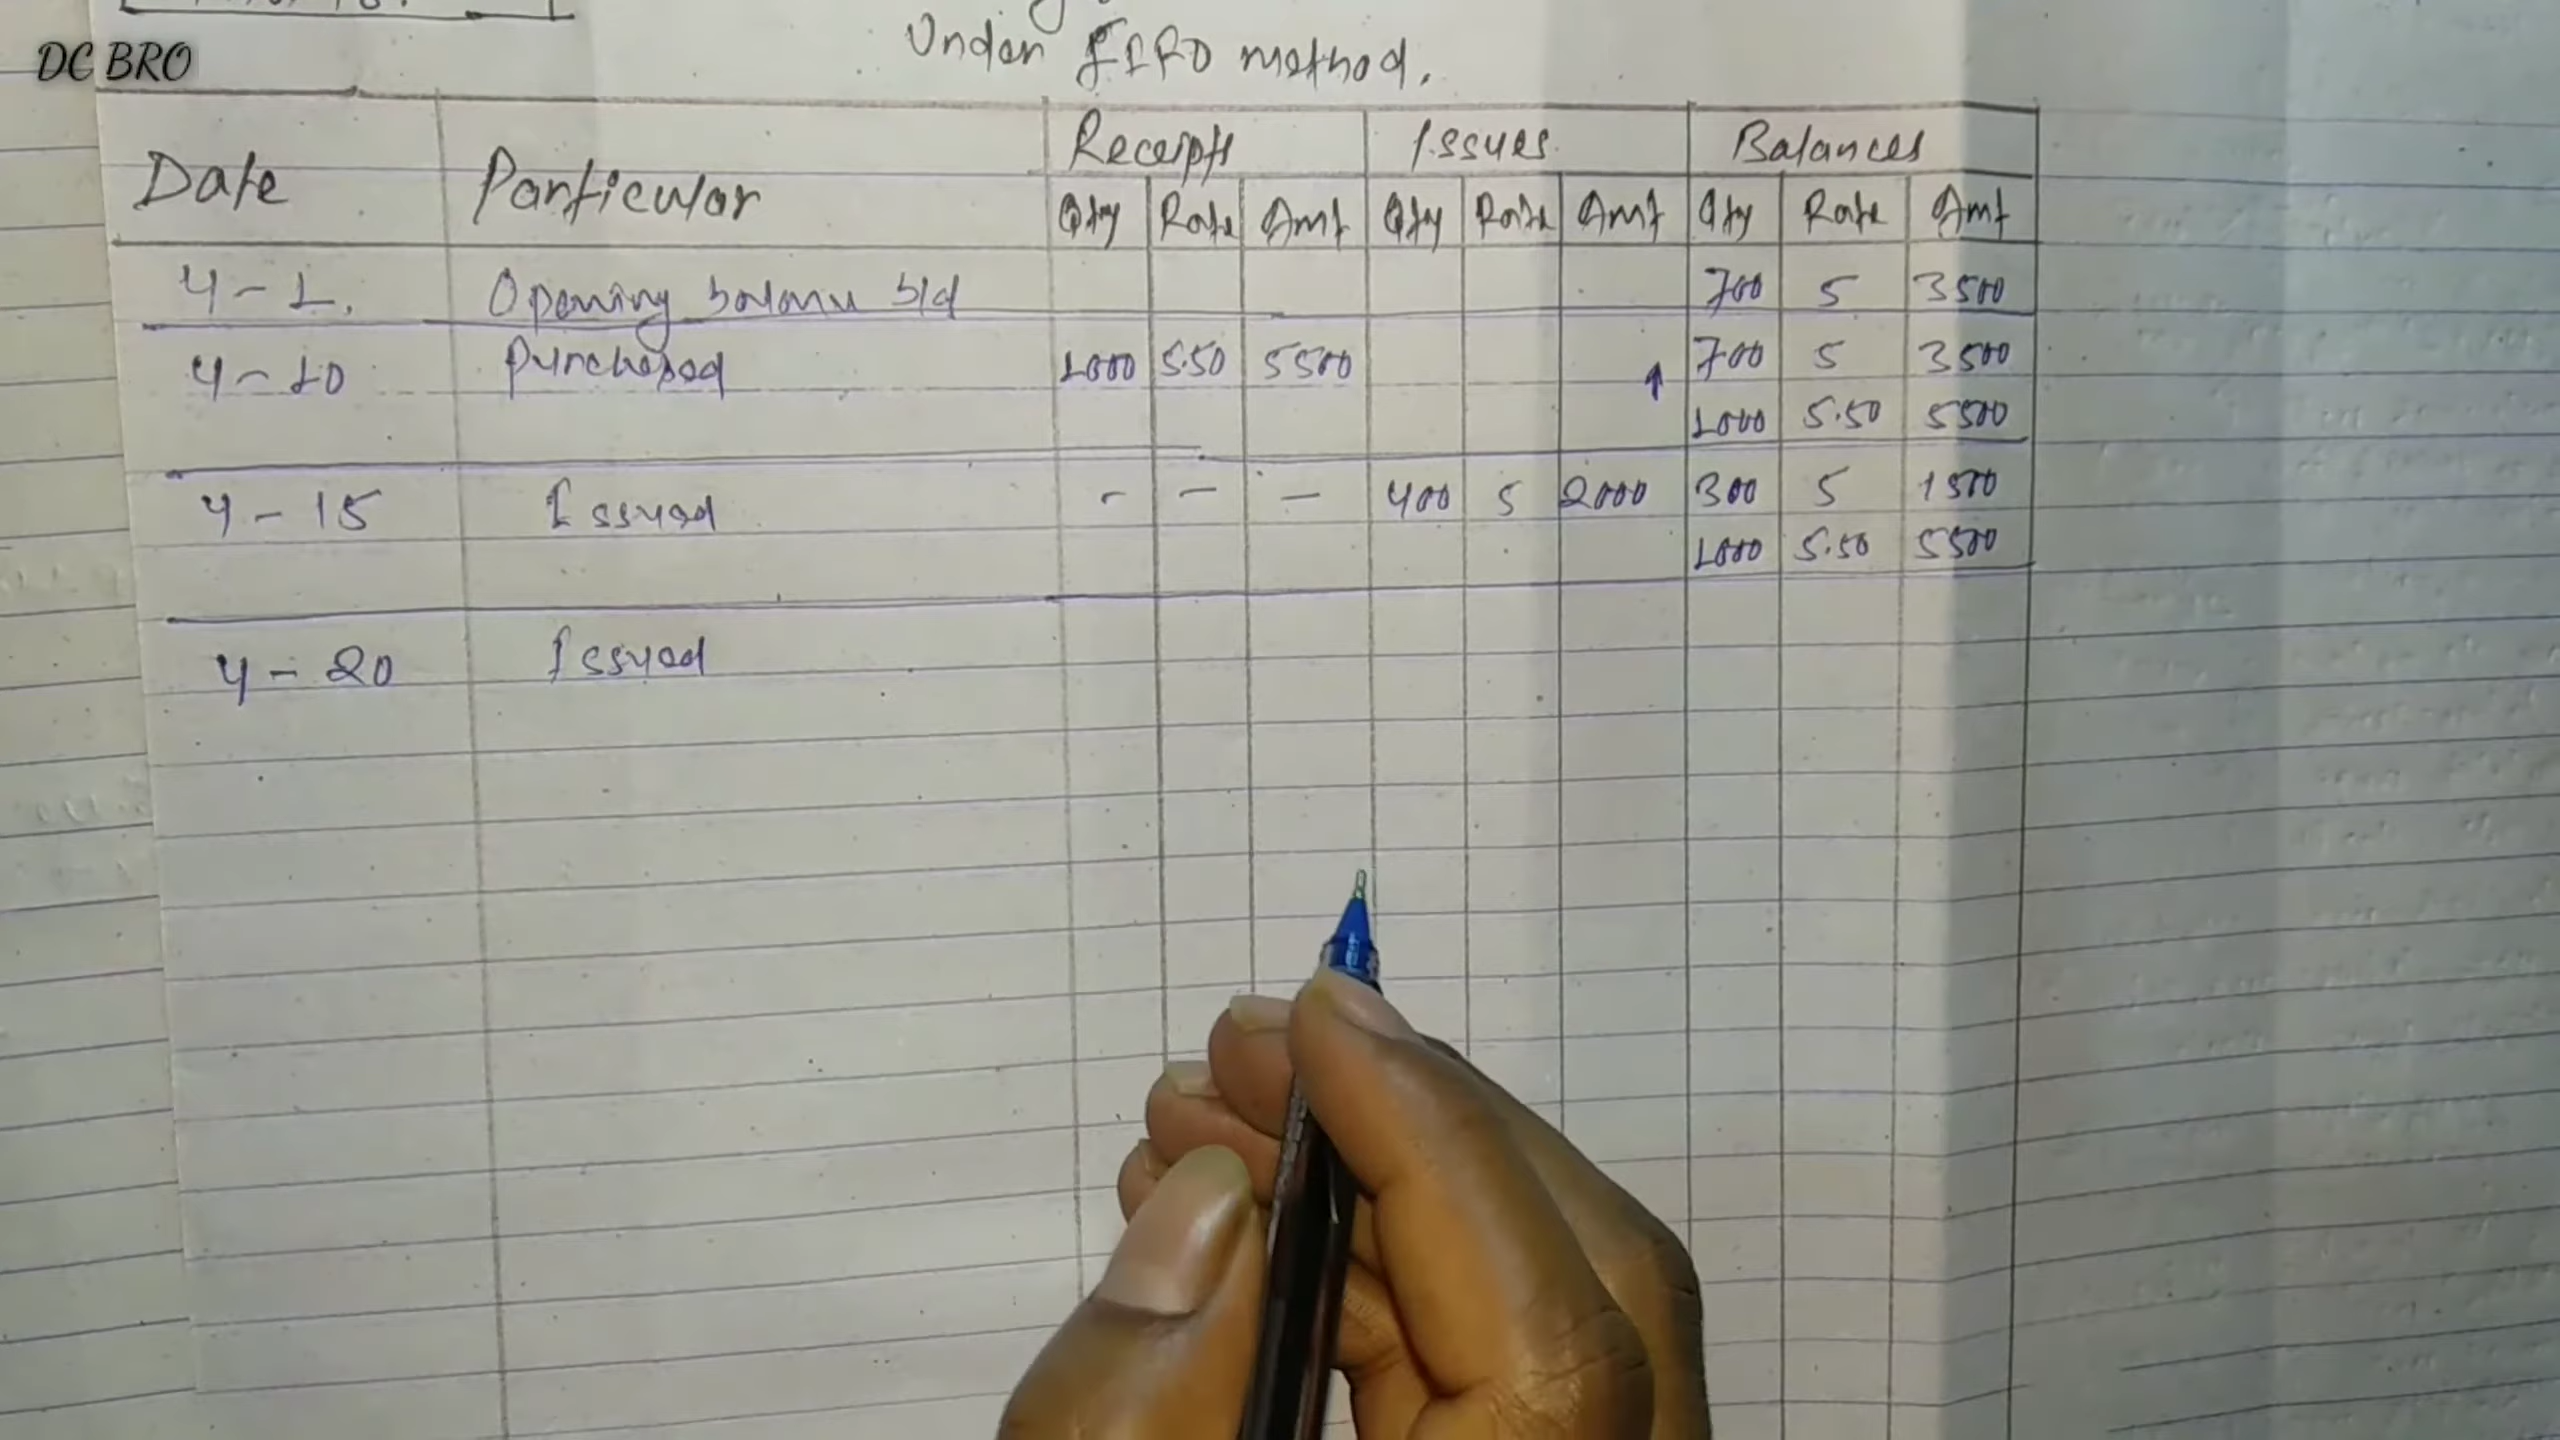 DC BRO
Under FIFO method.
Date Particular Receipts Issues. Balances
Qty Rate Amt Qty Rate Amt Qty Rate Amt
4-1. Opening balance b/d 700 5 3500
4-10 Purchased 1000 5.50 5500 700 5 3500
1000 5.50 5500
4-15 Issued - - - 400 5 2000 300 5 1500
1000 5.50 5500
4-20 Issued